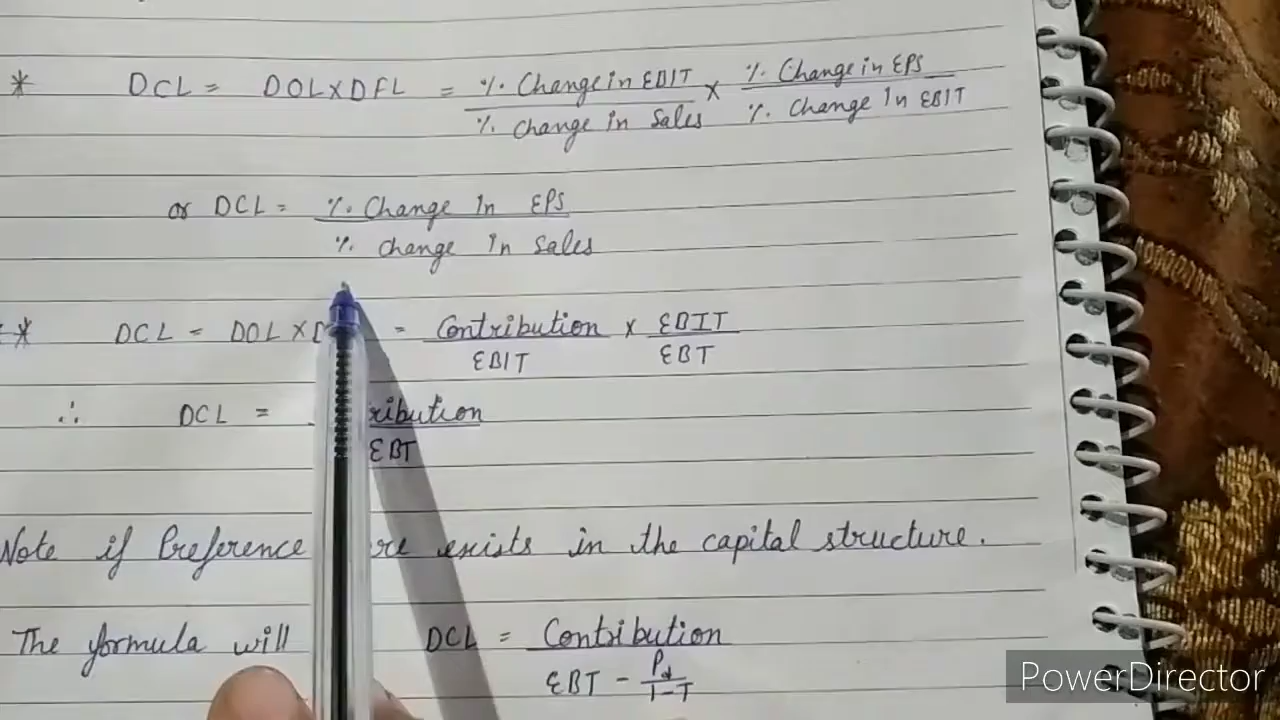 * DCL = DOL X DFL = %. Change in EBIT / %. Change in Sales X %. Change in EPS / %. Change In EBIT
or DCL = %. Change In EPS / %. Change In Sales
* DCL = DOL X = Contribution / EBIT X EBIT / EBT
∴ DCL = / EBT
Note if Preference exists in the capital structure.
The formula will DCL = Contribution / EBT - Pd / 1-T
PowerDirector